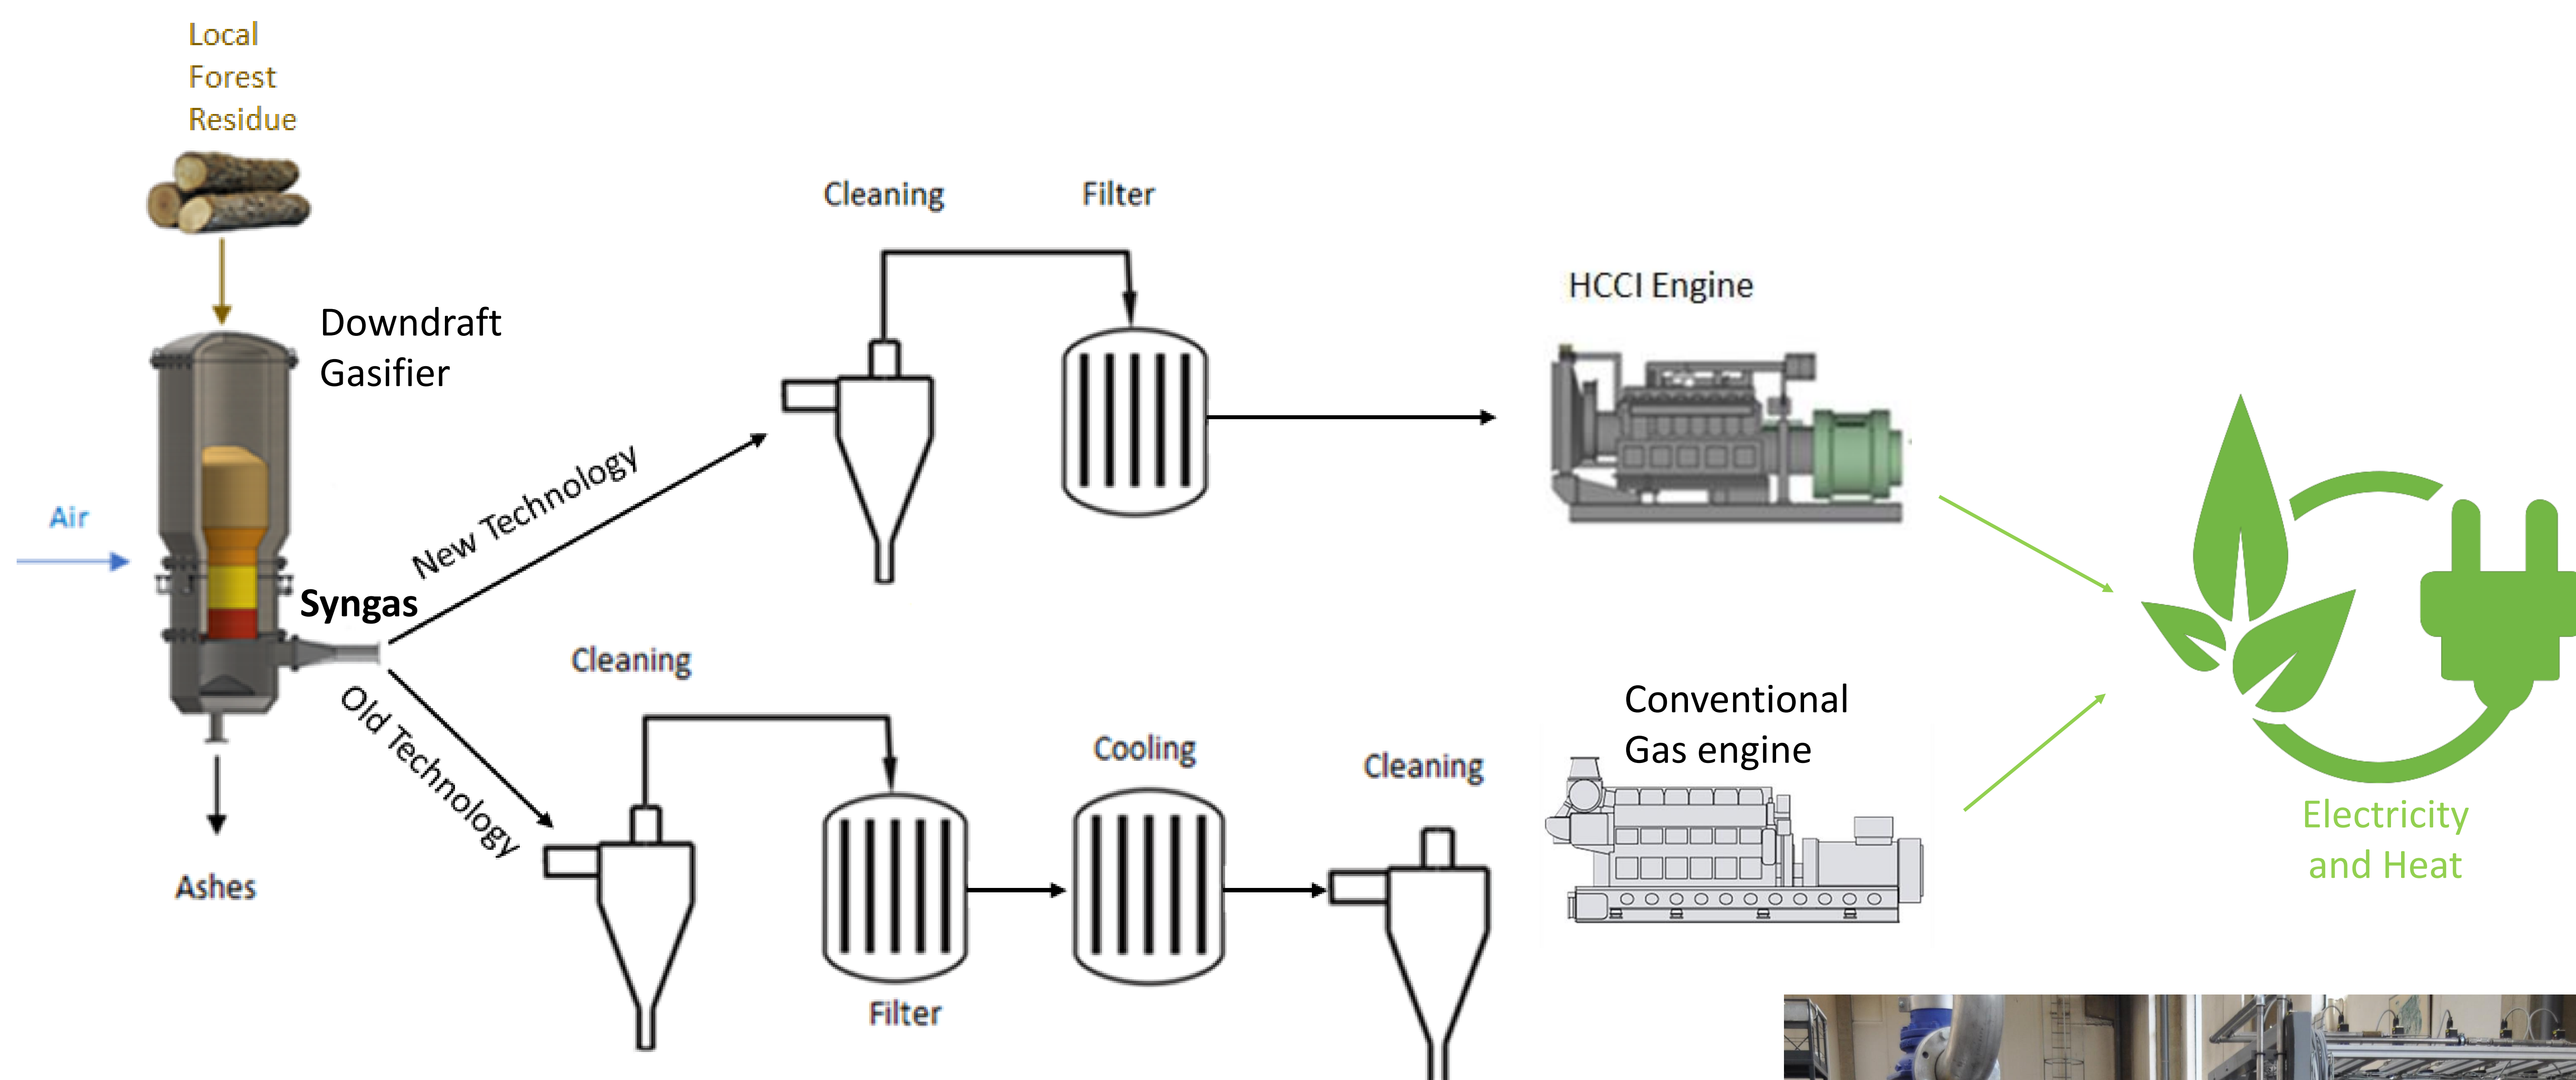 Local
Forest
Residue
Downdraft
Gasifier
Air
Syngas
Ashes
New Technology
Old Technology
Cleaning
Filter
HCCI Engine
Cleaning
Filter
Cooling
Cleaning
Conventional
Gas engine
Electricity
and Heat